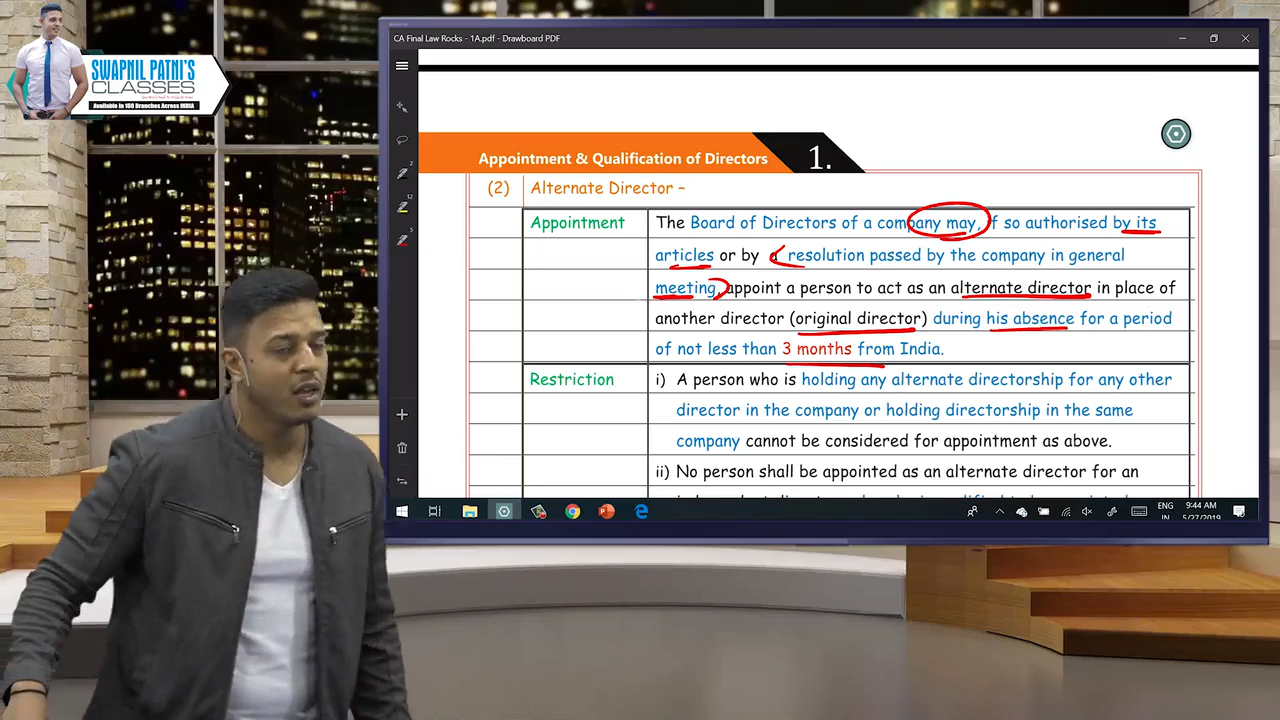 SWAPNIL PATNI'S
CLASSES
Available in 160 Branches Across INDIA
CA Final Law Rocks - 1A.pdf - Drawboard PDF
Appointment & Qualification of Directors 1.
(2) Alternate Director –
Appointment The Board of Directors of a company may, if so authorised by its
articles or by a resolution passed by the company in general
meeting, appoint a person to act as an alternate director in place of
another director (original director) during his absence for a period
of not less than 3 months from India.
Restriction i) A person who is holding any alternate directorship for any other
director in the company or holding directorship in the same
company cannot be considered for appointment as above.
ii) No person shall be appointed as an alternate director for an
2
12
5
ENG
IN
9:44 AM
5/27/2019